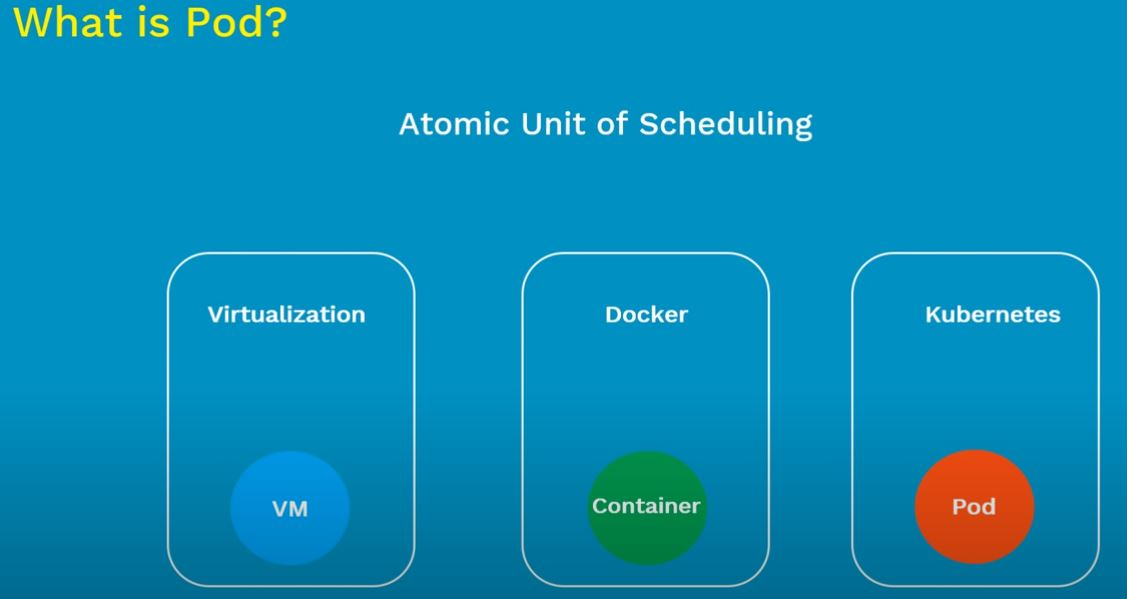 What is Pod?
Atomic Unit of Scheduling
Virtualization
Docker
Kubernetes
VM
Container
Pod